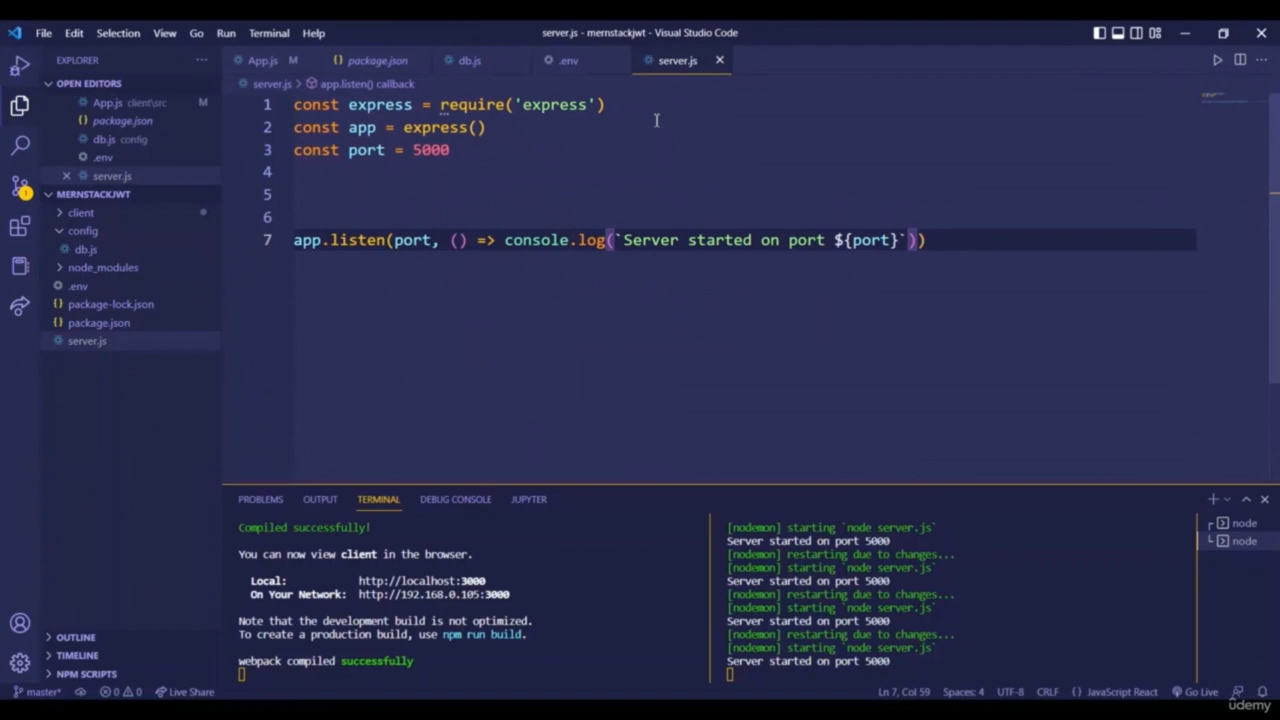 File Edit Selection View Go Run Terminal Help
server.js - mernstackjwt - Visual Studio Code
EXPLORER
OPEN EDITORS
App.js client\src M
package.json
db.js config
.env
server.js
MERNSTACKJWT
client
config
db.js
node_modules
.env
package-lock.json
package.json
server.js
OUTLINE
TIMELINE
NPM SCRIPTS
App.js M package.json db.js .env server.js
server.js > app.listen() callback
1 const express = require('express')
2 const app = express()
3 const port = 5000
4
5
6
7 app.listen(port, () => console.log(`Server started on port ${port}`))
PROBLEMS OUTPUT TERMINAL DEBUG CONSOLE JUPYTER
Compiled successfully!
You can now view client in the browser.
Local: http://localhost:3000
On Your Network: http://192.168.0.105:3000
Note that the development build is not optimized.
To create a production build, use npm run build.
webpack compiled successfully
[nodemon] starting `node server.js`
Server started on port 5000
[nodemon] restarting due to changes...
[nodemon] starting `node server.js`
Server started on port 5000
[nodemon] restarting due to changes...
[nodemon] starting `node server.js`
Server started on port 5000
[nodemon] restarting due to changes...
[nodemon] starting `node server.js`
Server started on port 5000
node
node
master* 0 0 Live Share
Ln 7, Col 59 Spaces: 4 UTF-8 CRLF JavaScript React Go Live
udemy